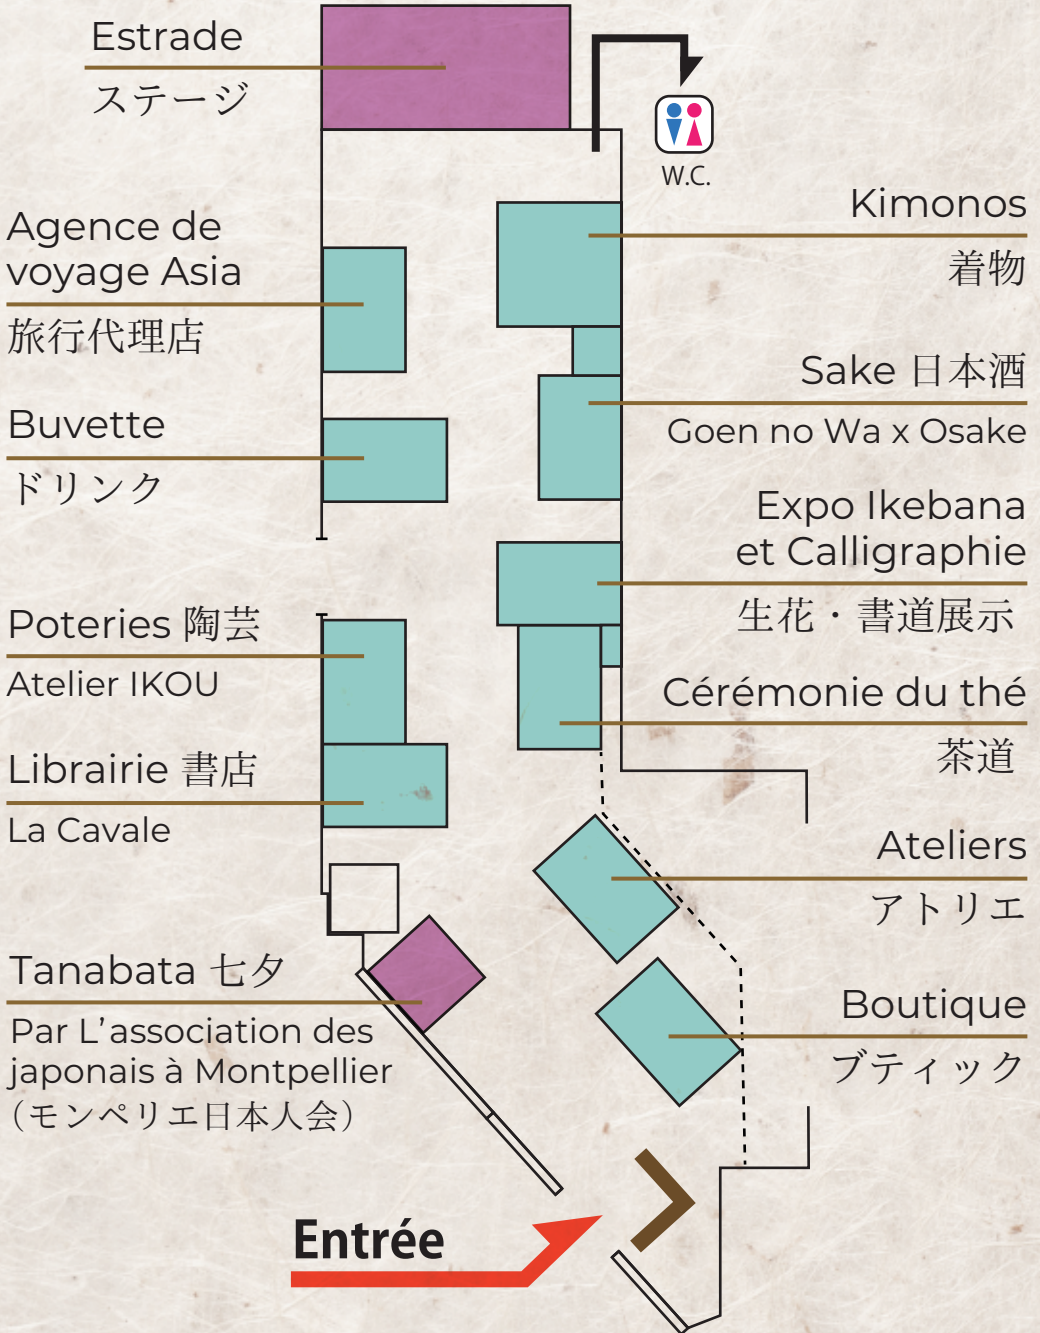 Estrade
ステージ
W.C.
Agence de
voyage Asia
旅行代理店
Buvette
ドリンク
Poteries 陶芸
Atelier IKOU
Librairie 書店
La Cavale
Tanabata 七夕
Par L’association des
japonais à Montpellier
（モンペリエ日本人会）
Kimonos
着物
Sake 日本酒
Goen no Wa x Osake
Expo Ikebana
et Calligraphie
生花・書道展示
Cérémonie du thé
茶道
Ateliers
アトリエ
Boutique
ブティック
Entrée